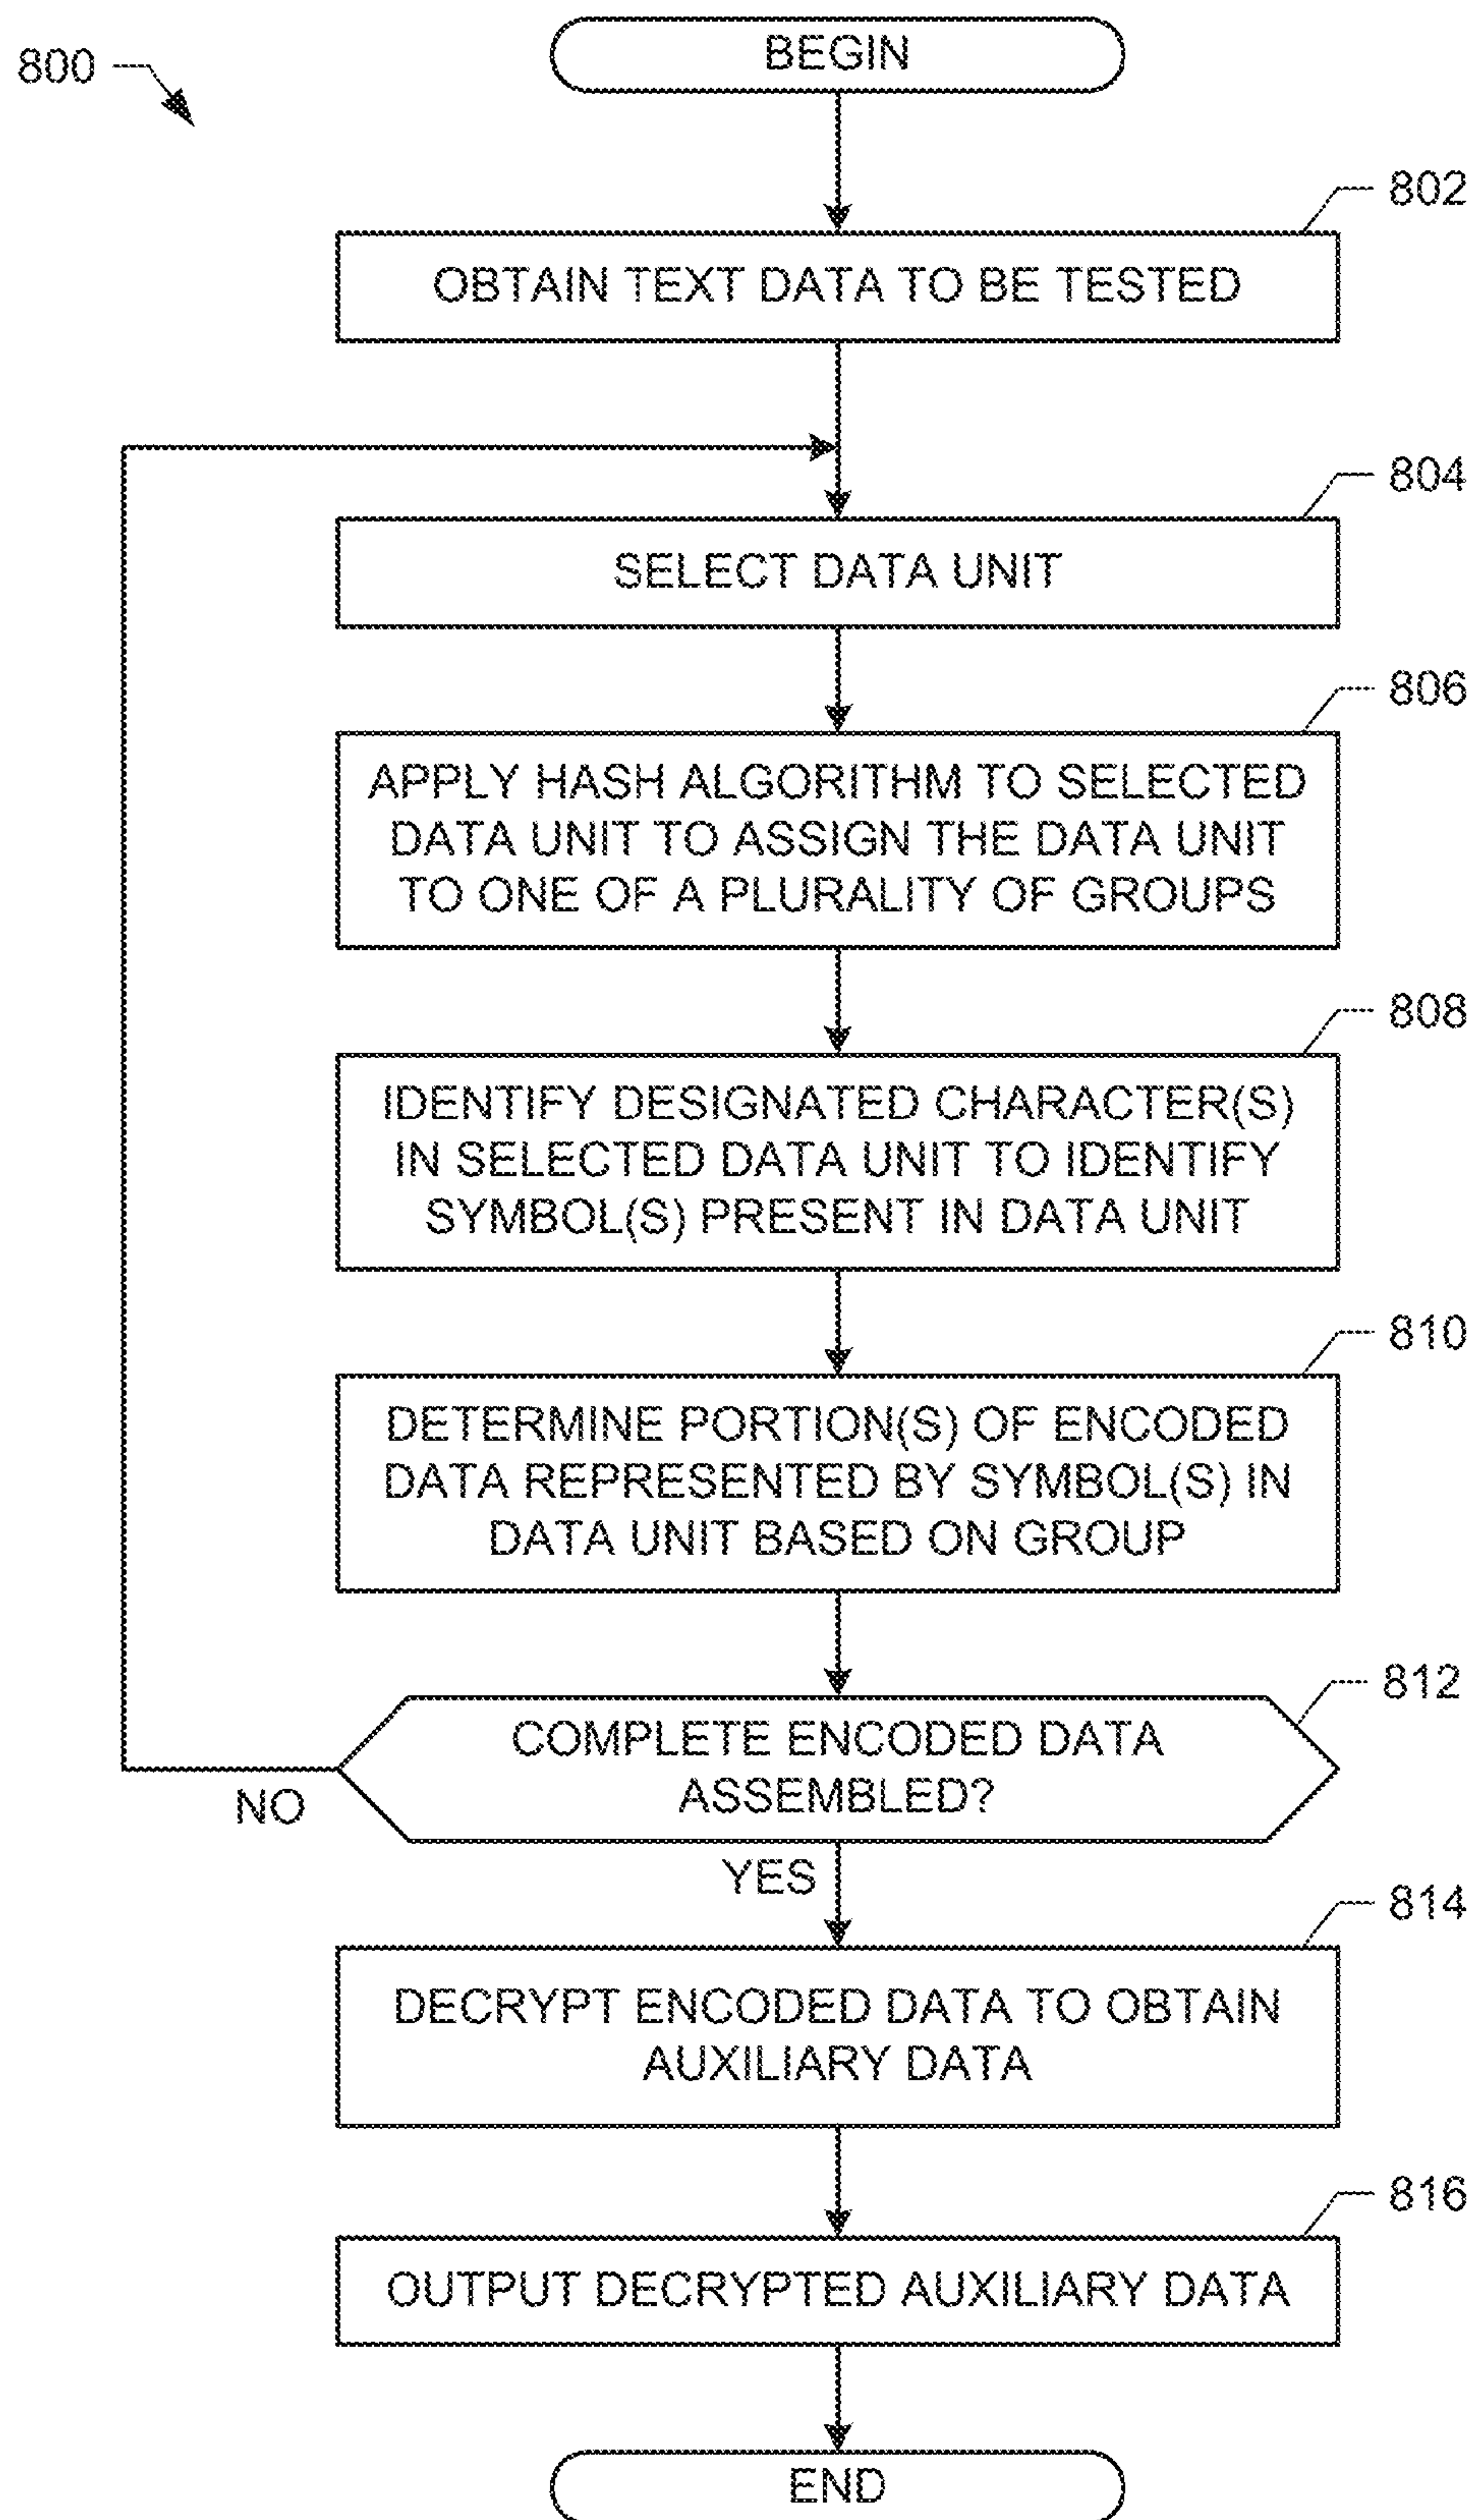 800
BEGIN
802
OBTAIN TEXT DATA TO BE TESTED
804
SELECT DATA UNIT
806
APPLY HASH ALGORITHM TO SELECTED
DATA UNIT TO ASSIGN THE DATA UNIT
TO ONE OF A PLURALITY OF GROUPS
808
IDENTIFY DESIGNATED CHARACTER(S)
IN SELECTED DATA UNIT TO IDENTIFY
SYMBOL(S) PRESENT IN DATA UNIT
810
DETERMINE PORTION(S) OF ENCODED
DATA REPRESENTED BY SYMBOL(S) IN
DATA UNIT BASED ON GROUP
812
COMPLETE ENCODED DATA
ASSEMBLED?
NO
YES
814
DECRYPT ENCODED DATA TO OBTAIN
AUXILIARY DATA
816
OUTPUT DECRYPTED AUXILIARY DATA
END